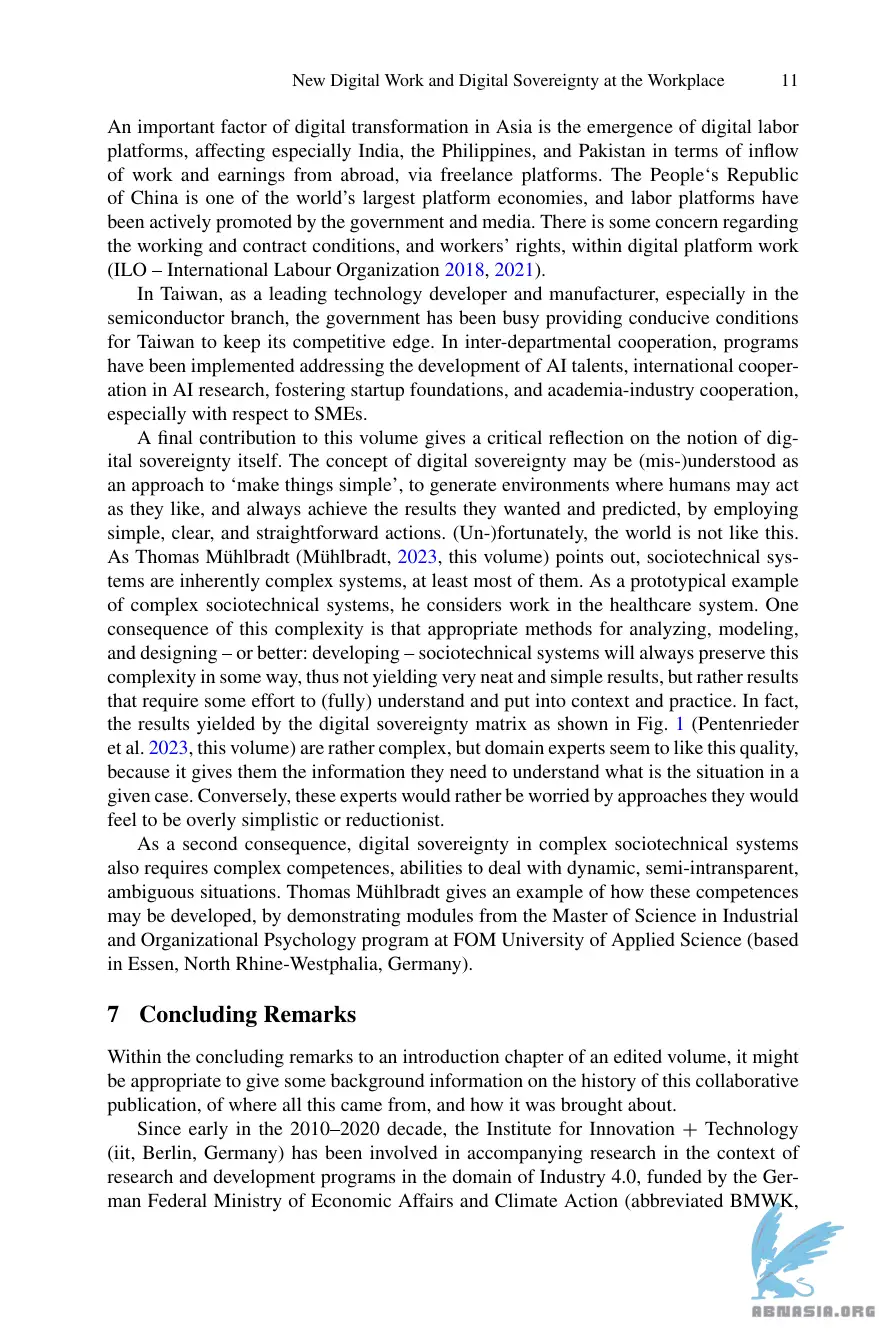 New Digital Work and Digital Sovereignty at the Workplace 11
An important factor of digital transformation in Asia is the emergence of digital labor
platforms, affecting especially India, the Philippines, and Pakistan in terms of inflow
of work and earnings from abroad, via freelance platforms. The People‘s Republic
of China is one of the world’s largest platform economies, and labor platforms have
been actively promoted by the government and media. There is some concern regarding
the working and contract conditions, and workers’ rights, within digital platform work
(ILO – International Labour Organization 2018, 2021).
In Taiwan, as a leading technology developer and manufacturer, especially in the
semiconductor branch, the government has been busy providing conducive conditions
for Taiwan to keep its competitive edge. In inter-departmental cooperation, programs
have been implemented addressing the development of AI talents, international cooper-
ation in AI research, fostering startup foundations, and academia-industry cooperation,
especially with respect to SMEs.
A final contribution to this volume gives a critical reflection on the notion of dig-
ital sovereignty itself. The concept of digital sovereignty may be (mis-)understood as
an approach to ‘make things simple’, to generate environments where humans may act
as they like, and always achieve the results they wanted and predicted, by employing
simple, clear, and straightforward actions. (Un-)fortunately, the world is not like this.
As Thomas Mühlbradt (Mühlbradt, 2023, this volume) points out, sociotechnical sys-
tems are inherently complex systems, at least most of them. As a prototypical example
of complex sociotechnical systems, he considers work in the healthcare system. One
consequence of this complexity is that appropriate methods for analyzing, modeling,
and designing – or better: developing – sociotechnical systems will always preserve this
complexity in some way, thus not yielding very neat and simple results, but rather results
that require some effort to (fully) understand and put into context and practice. In fact,
the results yielded by the digital sovereignty matrix as shown in Fig. 1 (Pentenrieder
et al. 2023, this volume) are rather complex, but domain experts seem to like this quality,
because it gives them the information they need to understand what is the situation in a
given case. Conversely, these experts would rather be worried by approaches they would
feel to be overly simplistic or reductionist.
As a second consequence, digital sovereignty in complex sociotechnical systems
also requires complex competences, abilities to deal with dynamic, semi-intransparent,
ambiguous situations. Thomas Mühlbradt gives an example of how these competences
may be developed, by demonstrating modules from the Master of Science in Industrial
and Organizational Psychology program at FOM University of Applied Science (based
in Essen, North Rhine-Westphalia, Germany).
7 Concluding Remarks
Within the concluding remarks to an introduction chapter of an edited volume, it might
be appropriate to give some background information on the history of this collaborative
publication, of where all this came from, and how it was brought about.
Since early in the 2010–2020 decade, the Institute for Innovation + Technology
(iit, Berlin, Germany) has been involved in accompanying research in the context of
research and development programs in the domain of Industry 4.0, funded by the Ger-
man Federal Ministry of Economic Affairs and Climate Action (abbreviated BMWK,
ABNASIA.ORG